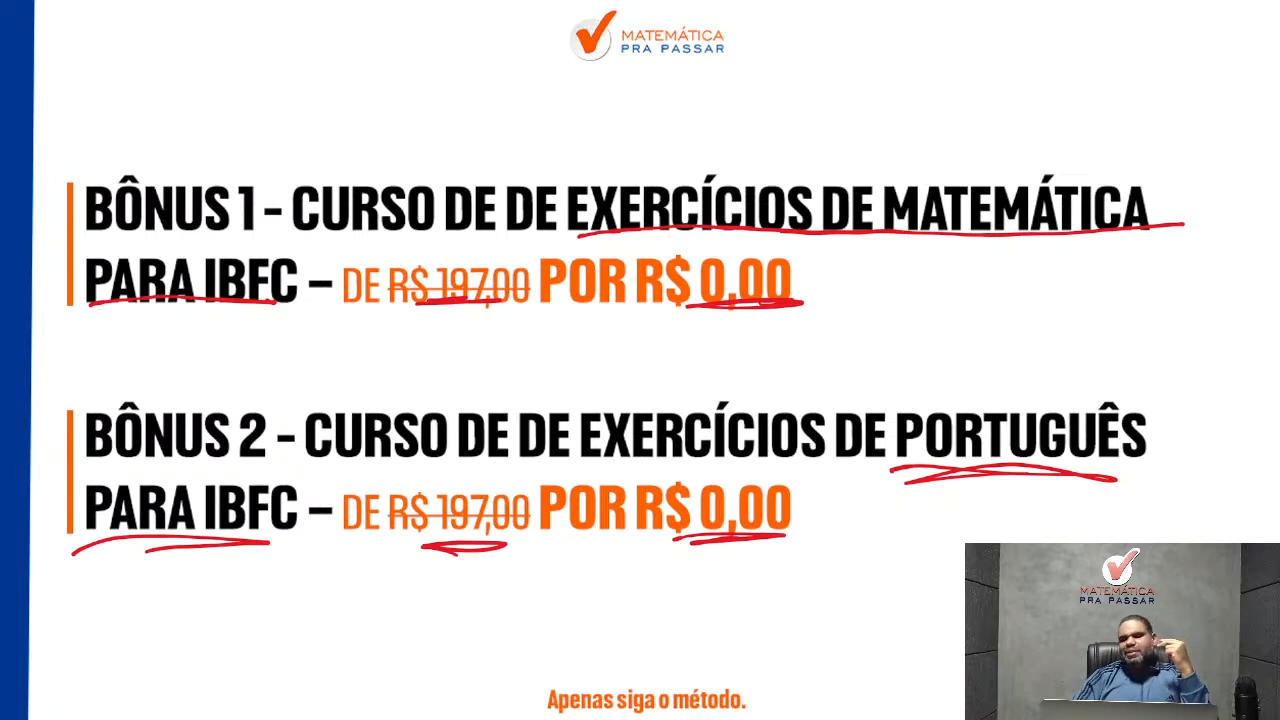 MATEMÁTICA
PRA PASSAR
BÔNUS 1 - CURSO DE DE EXERCÍCIOS DE MATEMÁTICA
PARA IBFC – DE R$ 197,00 POR R$ 0,00
BÔNUS 2 - CURSO DE DE EXERCÍCIOS DE PORTUGUÊS
PARA IBFC – DE R$ 197,00 POR R$ 0,00
MATEMÁTICA
PRA PASSAR
Apenas siga o método.